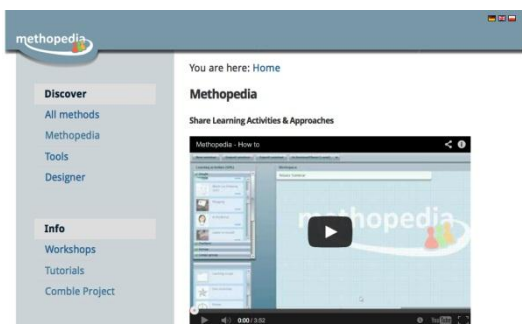 methopedia
You are here: Home
Discover
All methods
Methopedia
Tools
Designer
Info
Workshops
Tutorials
Comble Project
Methopedia
Share Learning Activities & Approaches
Methopedia - How to
methopedia
0:00 / 3:52
YouTube